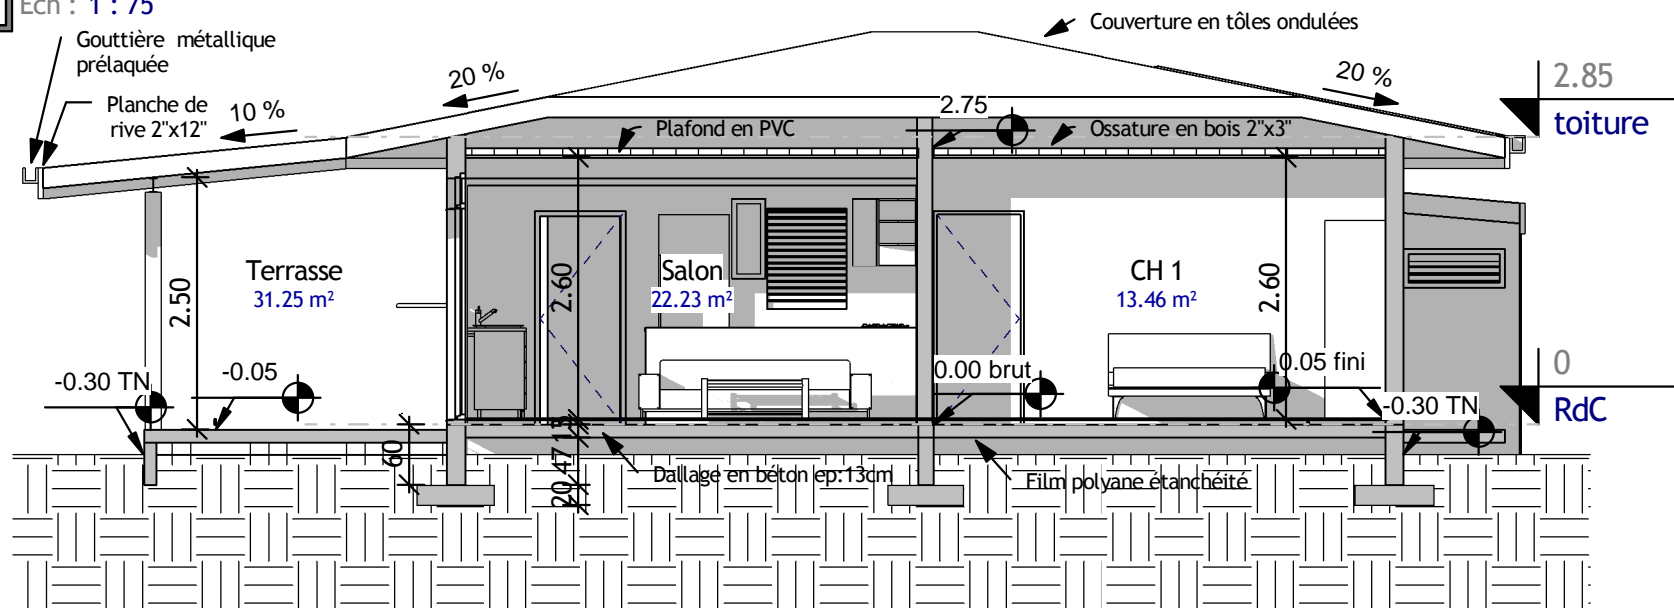 Ech : 1 : 75
Gouttière métallique
prélaquée
Couverture en tôles ondulées
20 %
20 %
2.85
toiture
Planche de
rive 2"x12"
10 %
2.75
Plafond en PVC
Ossature en bois 2"x3"
2.50
Terrasse
31.25 m²
2.60
Salon
22.23 m²
CH 1
13.46 m²
2.60
-0.30 TN
-0.05
0.00 brut
0.05 fini
-0.30 TN
0
RdC
60
20
47
13
Dallage en béton ep:13cm
Film polyane étanchéité